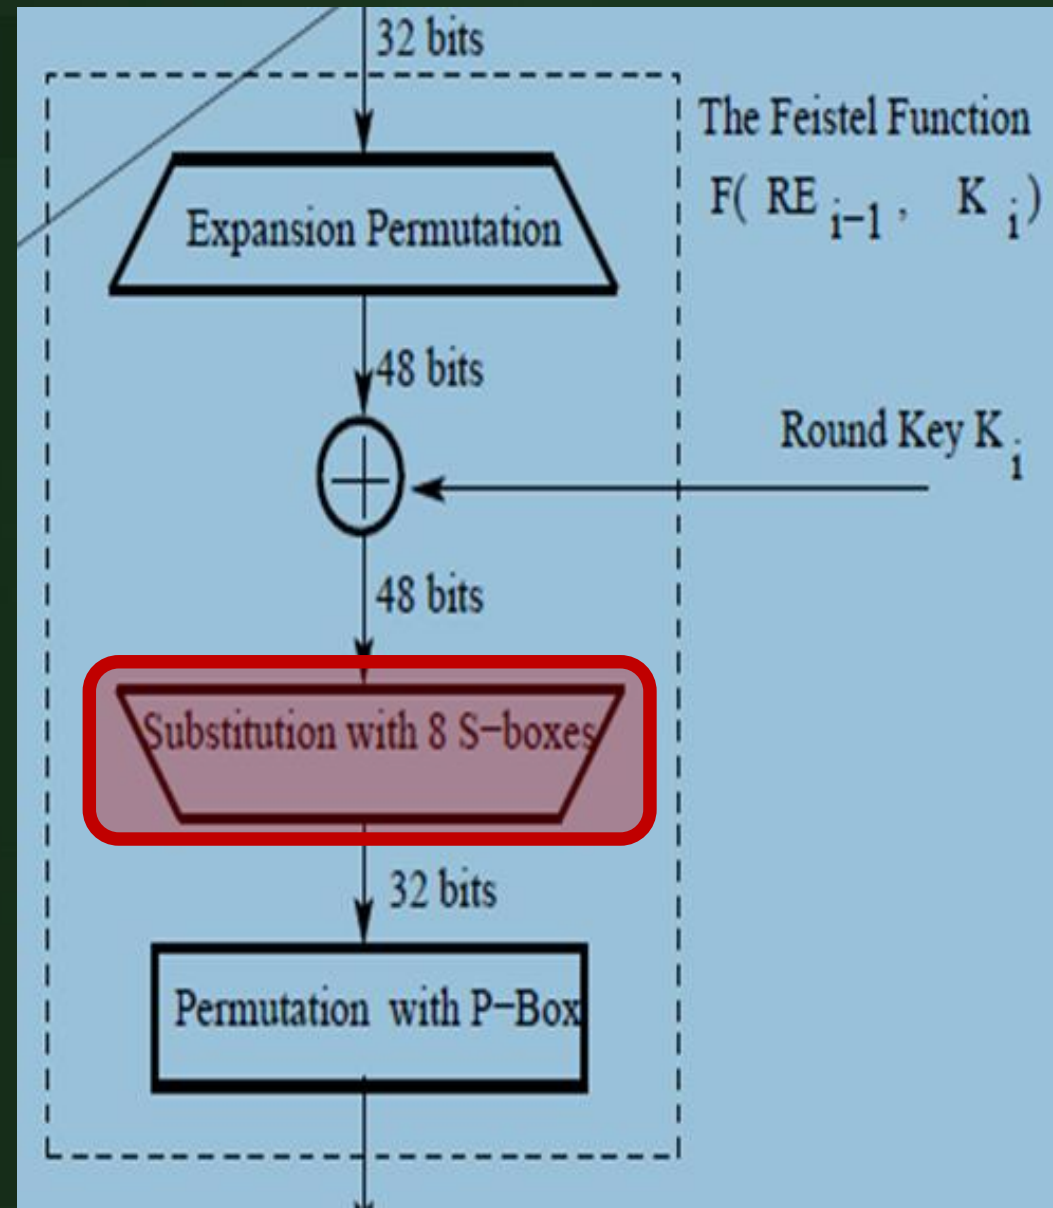 32 bits
The Feistel Function
F( RE i−1 , K i )
Expansion Permutation
48 bits
Round Key K i
48 bits
Substitution with 8 S−boxes
32 bits
Permutation with P−Box